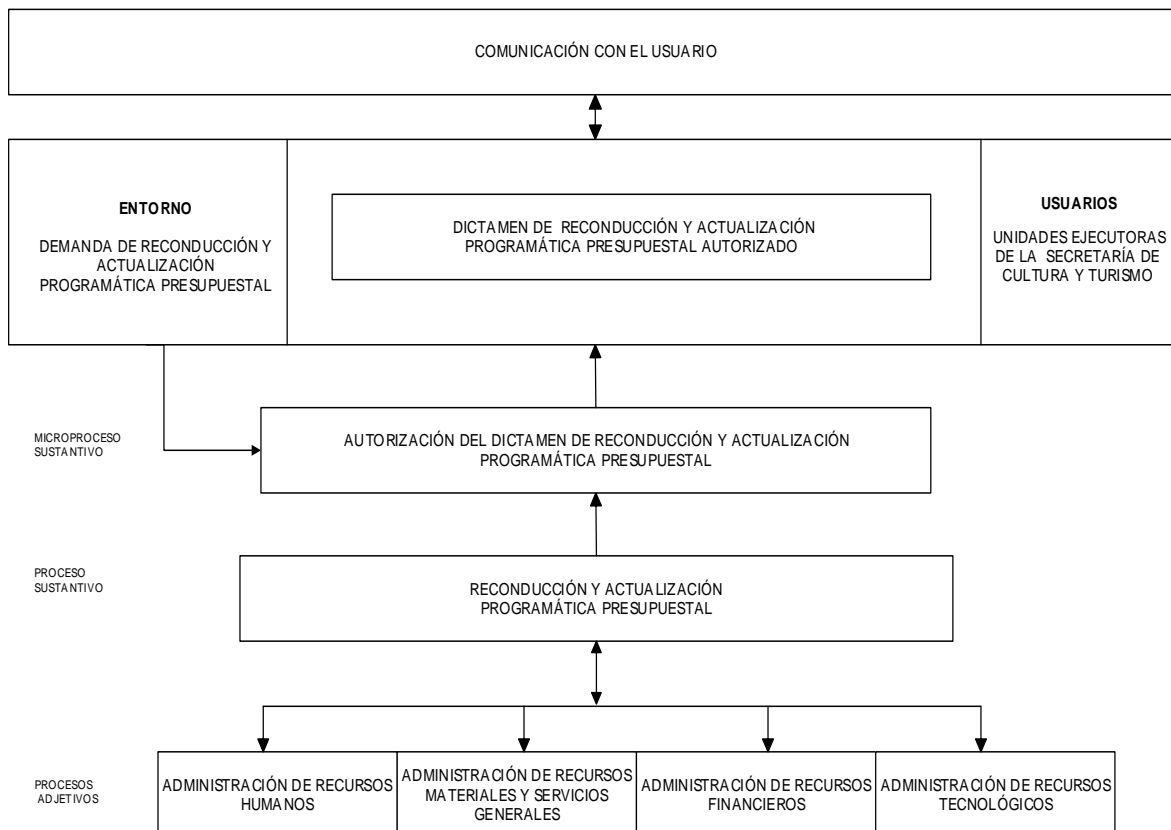 COMUNICACIÓN CON EL USUARIO
ENTORNO
DEMANDA DE RECONDUCCIÓN Y
ACTUALIZACIÓN
PROGRAMÁTICA PRESUPUESTAL
DICTAMEN DE RECONDUCCIÓN Y ACTUALIZACIÓN
PROGRAMÁTICA PRESUPUESTAL AUTORIZADO
USUARIOS
UNIDADES EJECUTORAS
DE LA SECRETARÍA DE
CULTURA Y TURISMO
MICROPROCESO
SUSTANTIVO
AUTORIZACIÓN DEL DICTAMEN DE RECONDUCCIÓN Y ACTUALIZACIÓN
PROGRAMÁTICA PRESUPUESTAL
PROCESO
SUSTANTIVO
RECONDUCCIÓN Y ACTUALIZACIÓN
PROGRAMÁTICA PRESUPUESTAL
PROCESOS
ADJETIVOS
ADMINISTRACIÓN DE RECURSOS
HUMANOS
ADMINISTRACIÓN DE RECURSOS
MATERIALES Y SERVICIOS
GENERALES
ADMINISTRACIÓN DE RECURSOS
FINANCIEROS
ADMINISTRACIÓN DE RECURSOS
TECNOLÓGICOS